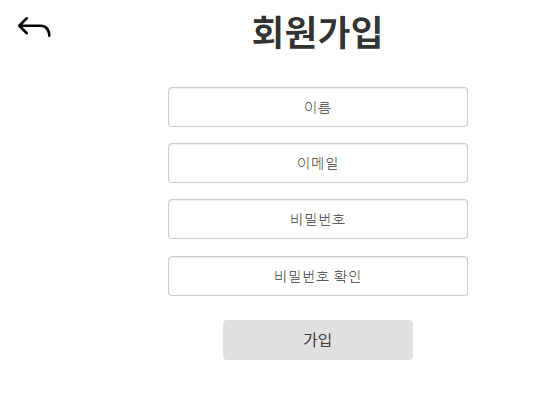 회원가입
이름
이메일
비밀번호
비밀번호 확인
가입